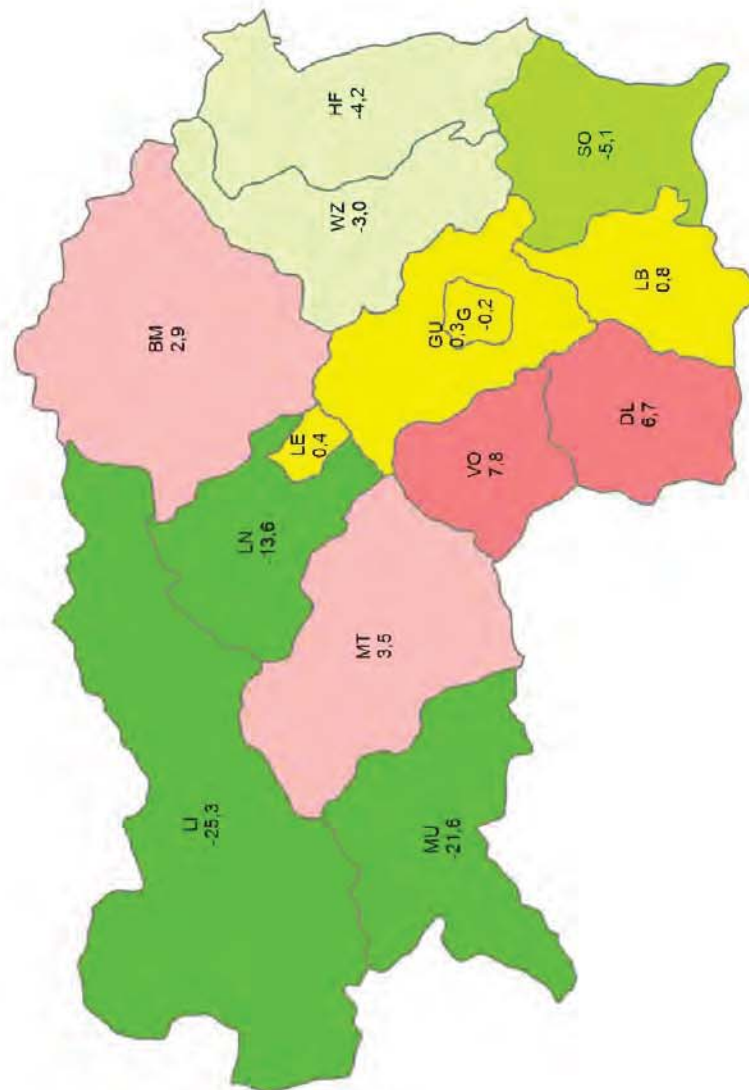 BM
2,9
LI
-25,3
LN
-13,6
LE
0,4
WZ
-3,0
HF
-4,2
MT
3,5
MU
-21,6
GU
0,3
G
-0,2
VO
7,8
SO
-5,1
DL
6,7
LB
0,8